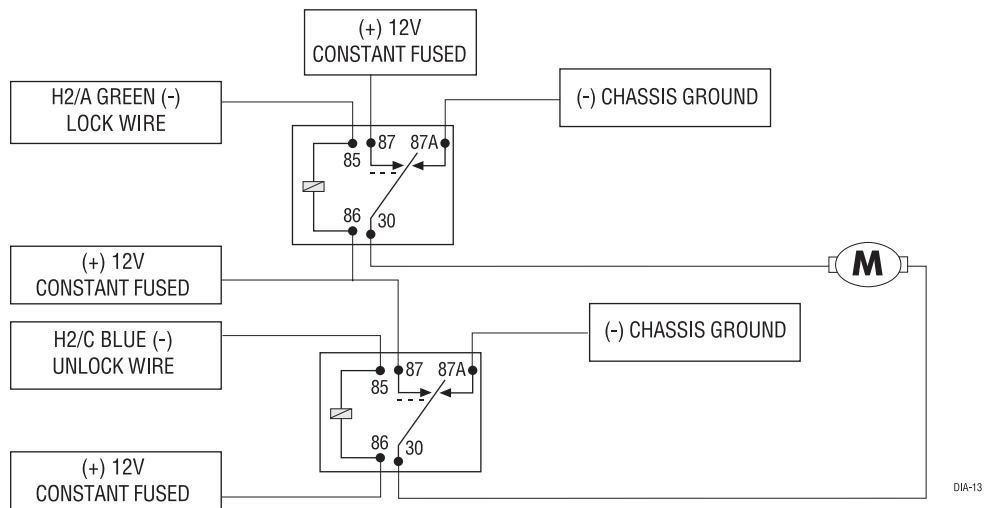 (+) 12V
CONSTANT FUSED
H2/A GREEN (-)
LOCK WIRE
(-) CHASSIS GROUND
85
87
87A
86
30
(+) 12V
CONSTANT FUSED
M
H2/C BLUE (-)
UNLOCK WIRE
(-) CHASSIS GROUND
85
87
87A
86
30
(+) 12V
CONSTANT FUSED
DIA-13